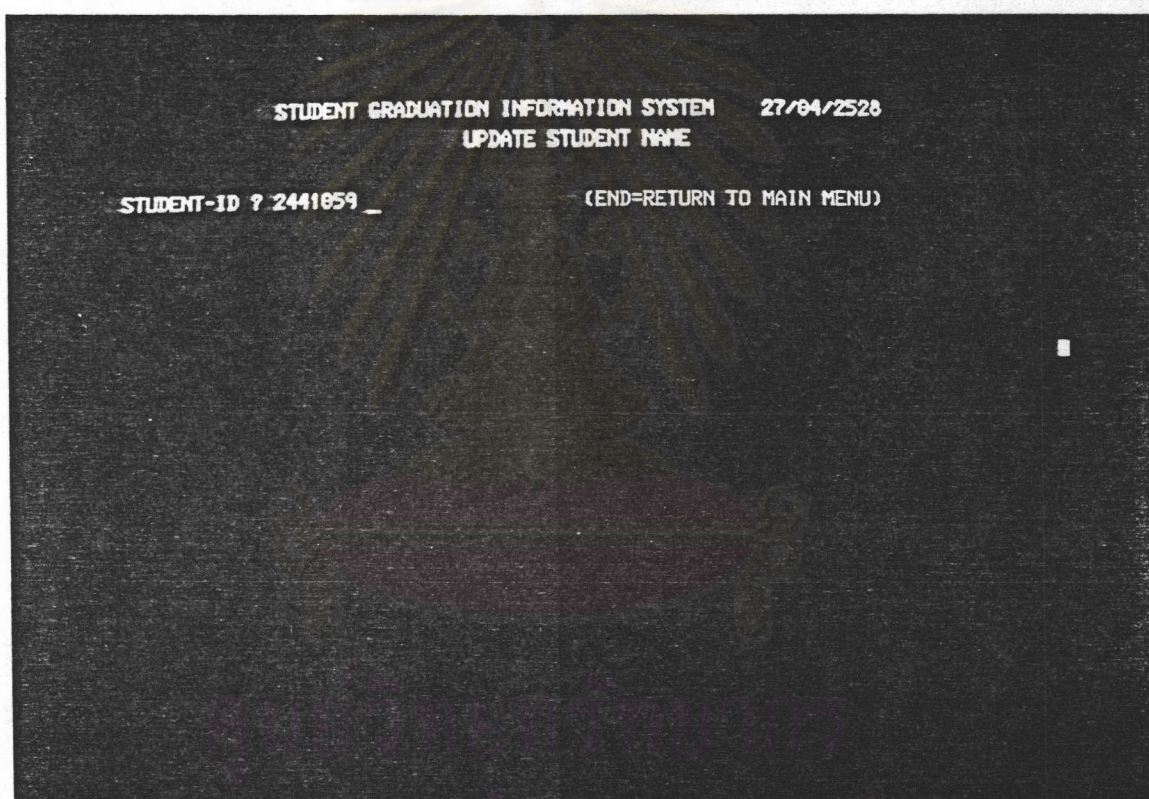 STUDENT GRADUATION INFORMATION SYSTEM 27/04/2528
UPDATE STUDENT NAME
STUDENT-ID ? 2441059 _ (END=RETURN TO MAIN MENU)